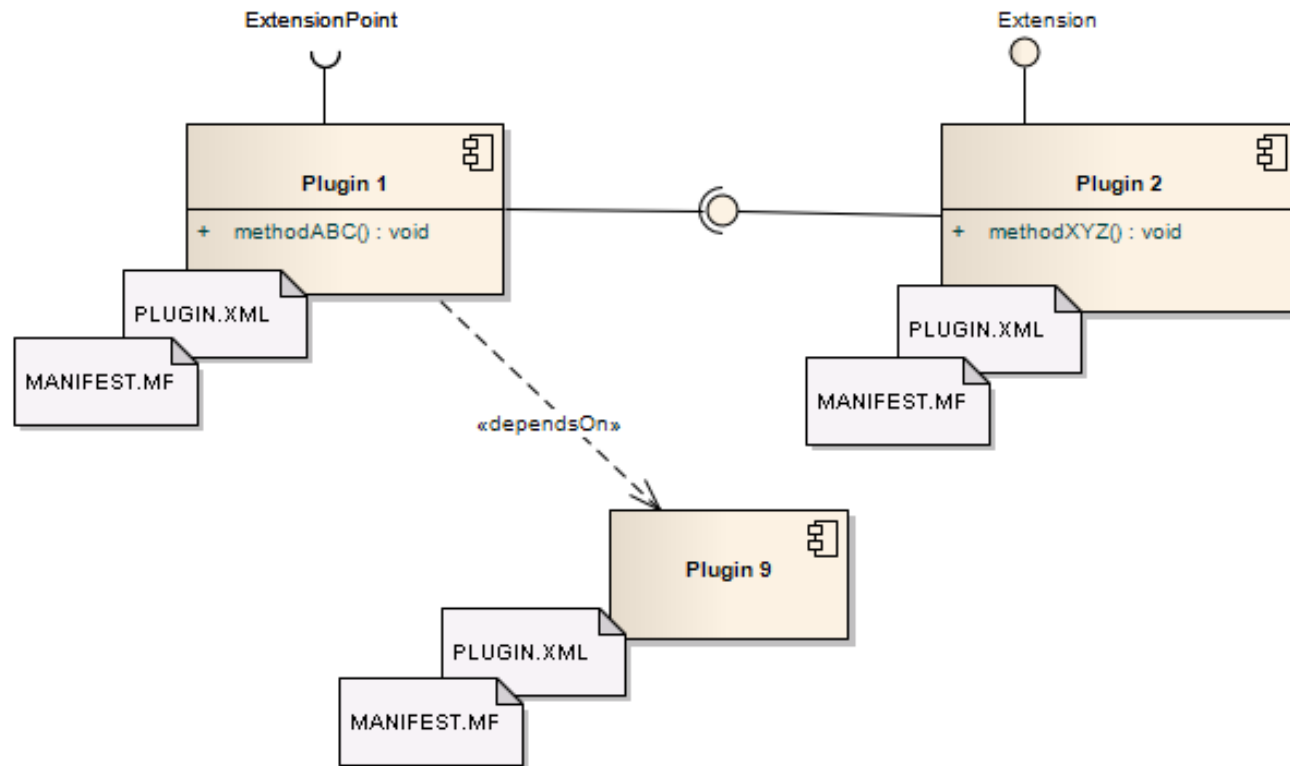 ExtensionPoint
Extension
Plugin 1
+ methodABC() : void
Plugin 2
+ methodXYZ() : void
PLUGIN.XML
MANIFEST.MF
PLUGIN.XML
MANIFEST.MF
«dependsOn»
Plugin 9
PLUGIN.XML
MANIFEST.MF